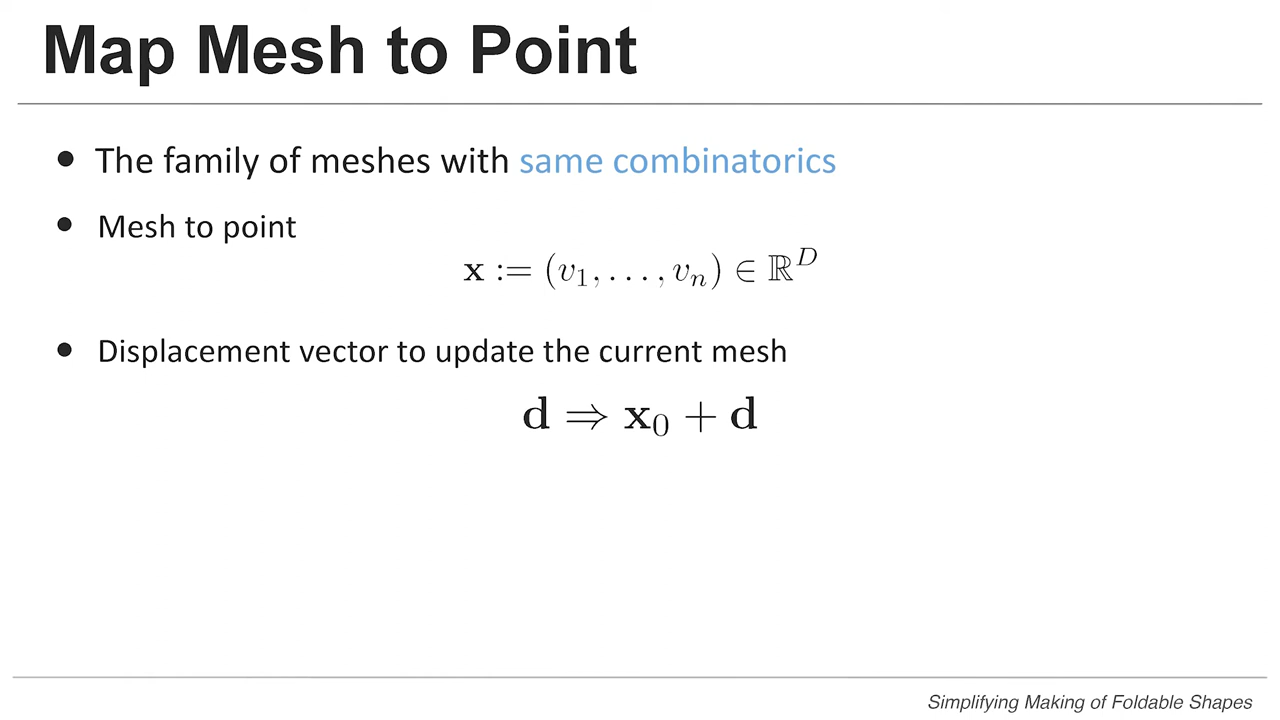 Map Mesh to Point
• The family of meshes with same combinatorics
• Mesh to point
x := (v₁, . . . , vₙ) ∈ ℝᴰ
• Displacement vector to update the current mesh
d ⇒ x₀ + d
Simplifying Making of Foldable Shapes